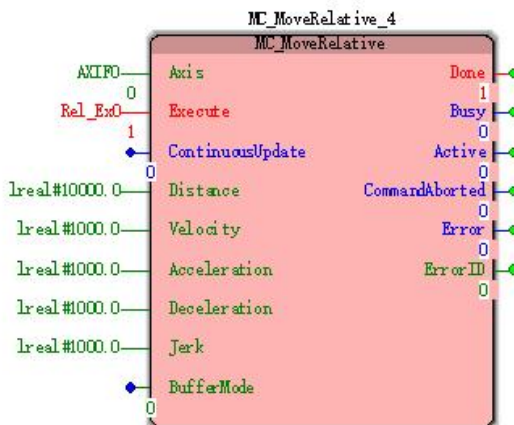 MC_MoveRelative_4
MC_MoveRelative
AXIF0 Axis Done
0 1
Rel_Ex0 Execute Busy
1 0
ContinuousUpdate Active
0 0
lreal#10000.0 Distance CommandAborted
0
lreal#1000.0 Velocity Error
0
lreal#1000.0 Acceleration ErrorID
0
lreal#1000.0 Deceleration
lreal#1000.0 Jerk
BufferMode
0